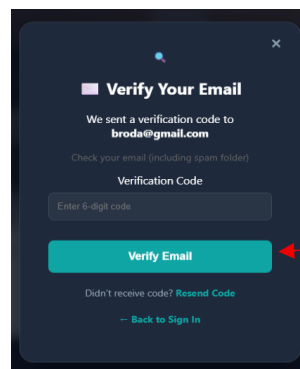 Verify Your Email
We sent a verification code to
broda@gmail.com
Check your email (including spam folder)
Verification Code
Enter 6-digit code
Verify Email
Didn't receive code? Resend Code
← Back to Sign In